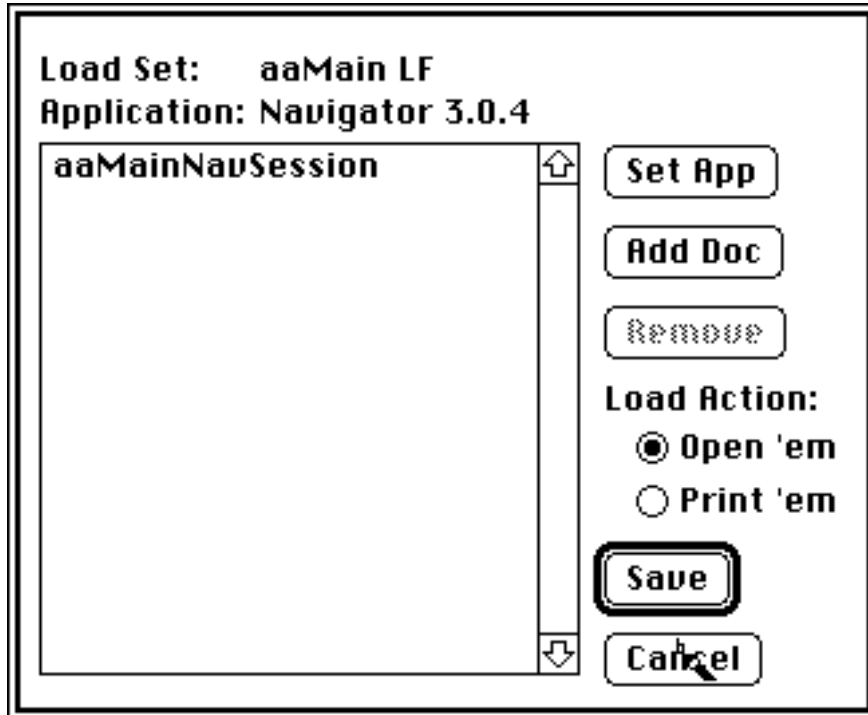 Load Set: aaMain LF
Application: Navigator 3.0.4
aaMainNavSession
Set App
Add Doc
Remove
Load Action:
Open 'em
Print 'em
Save
Cancel